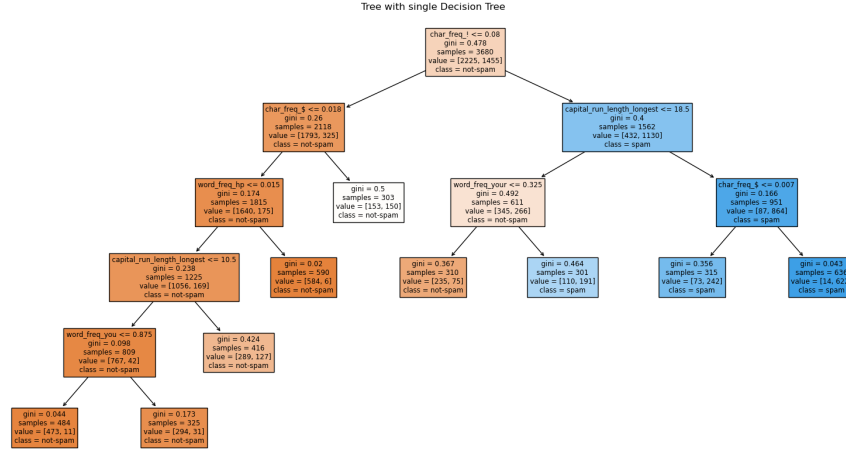 Tree with single Decision Tree
char_freq_! <= 0.08
gini = 0.478
samples = 3680
value = [2225, 1455]
class = not-spam
char_freq_$ <= 0.018
gini = 0.26
samples = 2118
value = [1793, 325]
class = not-spam
capital_run_length_longest <= 18.5
gini = 0.4
samples = 1562
value = [432, 1130]
class = spam
word_freq_hp <= 0.015
gini = 0.174
samples = 1815
value = [1640, 175]
class = not-spam
gini = 0.5
samples = 303
value = [153, 150]
class = not-spam
word_freq_your <= 0.325
gini = 0.492
samples = 611
value = [345, 266]
class = not-spam
char_freq_$ <= 0.007
gini = 0.166
samples = 951
value = [87, 864]
class = spam
capital_run_length_longest <= 10.5
gini = 0.238
samples = 1225
value = [1056, 169]
class = not-spam
gini = 0.02
samples = 590
value = [584, 6]
class = not-spam
gini = 0.367
samples = 310
value = [235, 75]
class = not-spam
gini = 0.464
samples = 301
value = [110, 191]
class = spam
gini = 0.356
samples = 315
value = [73, 242]
class = spam
gini = 0.043
samples = 636
value = [14, 622
class = spam
word_freq_you <= 0.875
gini = 0.098
samples = 809
value = [767, 42]
class = not-spam
gini = 0.424
samples = 416
value = [289, 127]
class = not-spam
gini = 0.044
samples = 484
value = [473, 11]
class = not-spam
gini = 0.173
samples = 325
value = [294, 31]
class = not-spam